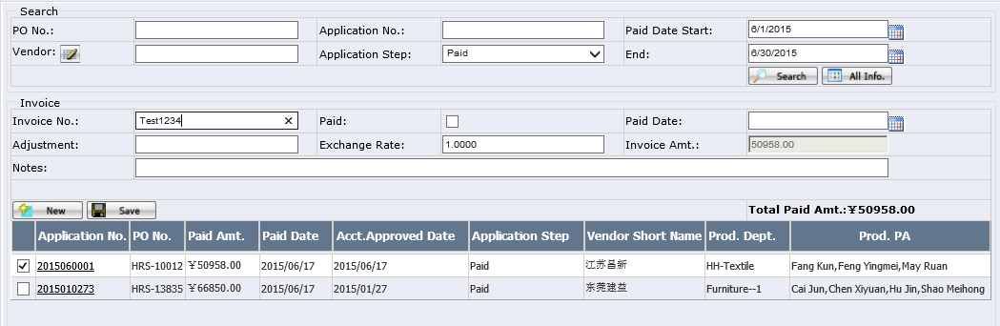 Search
PO No.: Application No.: Paid Date Start: 6/1/2015
Vendor: Application Step: Paid End: 6/30/2015
Search All Info.
Invoice
Invoice No.: Test1234 × Paid: Paid Date:
Adjustment: Exchange Rate: 1.0000 Invoice Amt.: 50958.00
Notes:
New Save Total Paid Amt.:¥50958.00
Application No. PO No. Paid Amt. Paid Date Acct.Approved Date Application Step Vendor Short Name Prod. Dept. Prod. PA
2015060001 HRS-10012 ¥50958.00 2015/06/17 2015/06/17 Paid 江苏昌新 HH-Textile Fang Kun,Feng Yingmei,May Ruan
2015010273 HRS-13835 ¥66850.00 2015/06/17 2015/01/27 Paid 东莞建益 Furniture--1 Cai Jun,Chen Xiyuan,Hu Jin,Shao Meihong